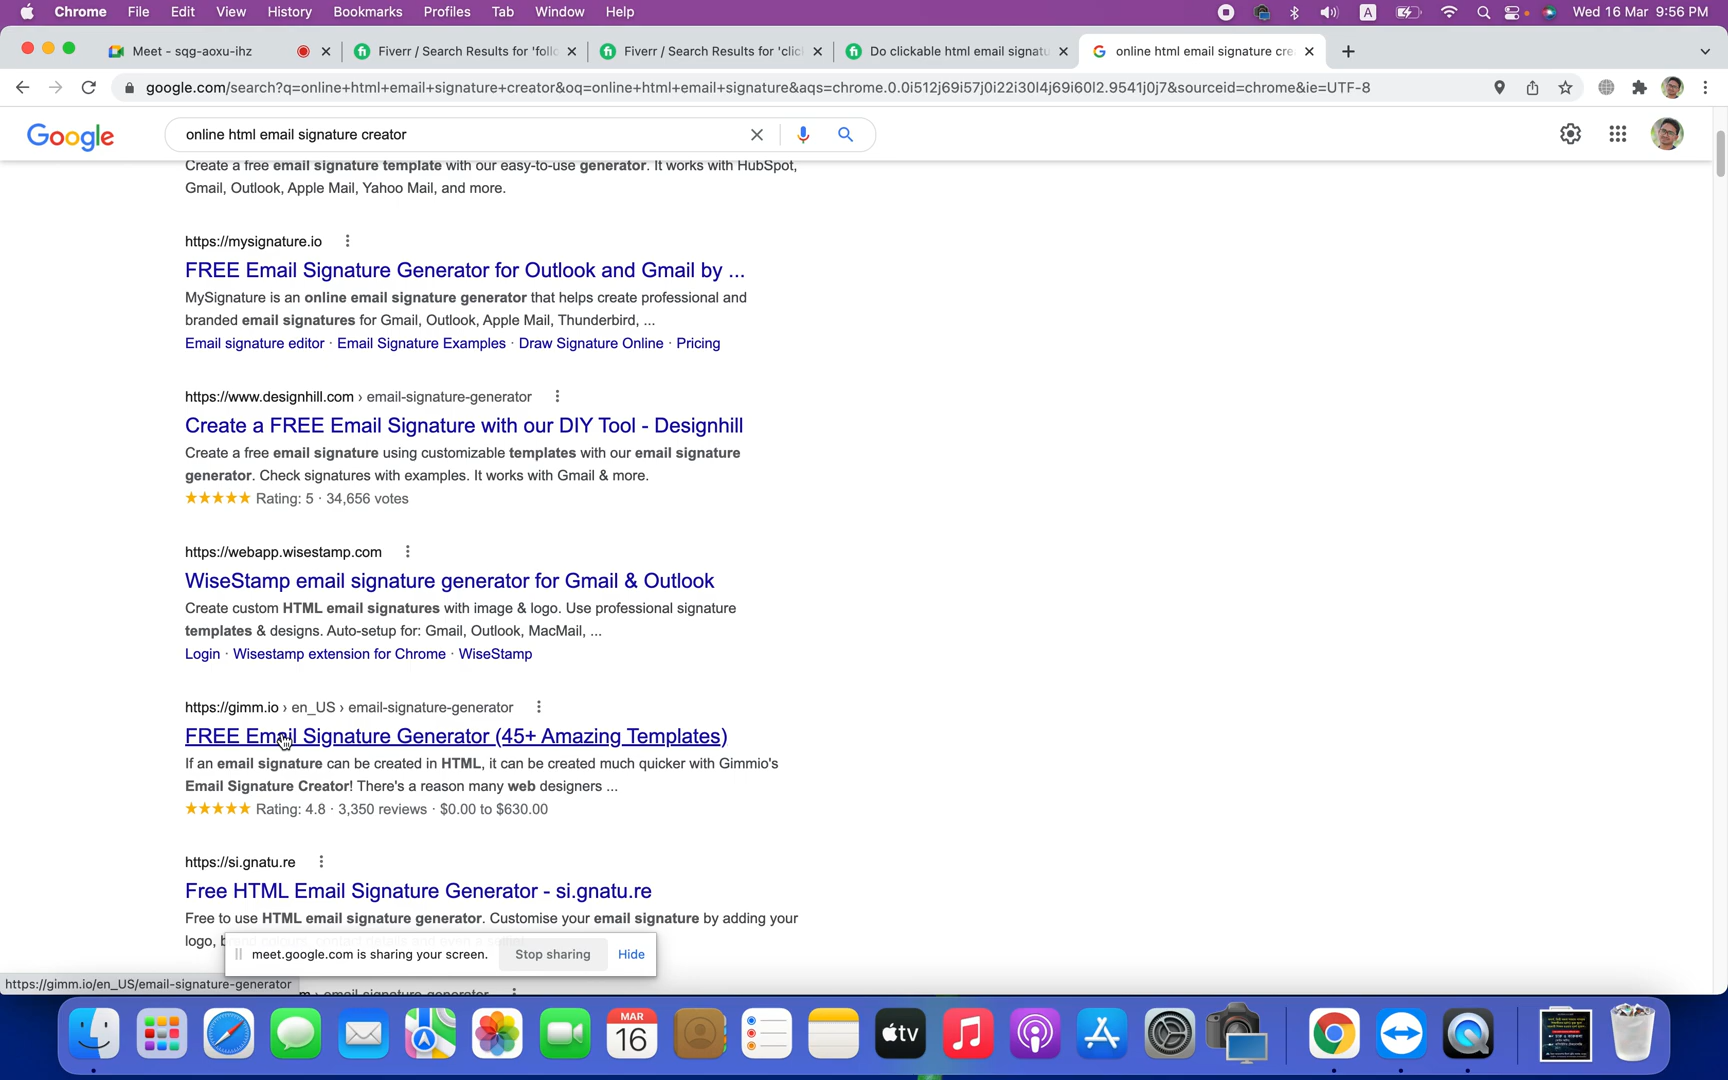 Chrome File Edit View History Bookmarks Profiles Tab Window Help A Wed 16 Mar 9:56 PM
Meet - sqg-aoxu-ihz Fiverr / Search Results for 'follo Fiverr / Search Results for 'clic Do clickable html email signatu online html email signature cre
google.com/search?q=online+html+email+signature+creator&oq=online+html+email+signature&aqs=chrome.0.0i512j69i57j0i22i30l4j69i60l2.9541j0j7&sourceid=chrome&ie=UTF-8
Google online html email signature creator
Create a free email signature template with our easy-to-use generator. It works with HubSpot,
Gmail, Outlook, Apple Mail, Yahoo Mail, and more.
https://mysignature.io
FREE Email Signature Generator for Outlook and Gmail by ...
MySignature is an online email signature generator that helps create professional and
branded email signatures for Gmail, Outlook, Apple Mail, Thunderbird, ...
Email signature editor · Email Signature Examples · Draw Signature Online · Pricing
https://www.designhill.com › email-signature-generator
Create a FREE Email Signature with our DIY Tool - Designhill
Create a free email signature using customizable templates with our email signature
generator. Check signatures with examples. It works with Gmail & more.
Rating: 5 · 34,656 votes
https://webapp.wisestamp.com
WiseStamp email signature generator for Gmail & Outlook
Create custom HTML email signatures with image & logo. Use professional signature
templates & designs. Auto-setup for: Gmail, Outlook, MacMail, ...
Login · Wisestamp extension for Chrome · WiseStamp
https://gimm.io › en_US › email-signature-generator
FREE Email Signature Generator (45+ Amazing Templates)
If an email signature can be created in HTML, it can be created much quicker with Gimmio's
Email Signature Creator! There's a reason many web designers ...
Rating: 4.8 · 3,350 reviews · $0.00 to $630.00
https://si.gnatu.re
Free HTML Email Signature Generator - si.gnatu.re
Free to use HTML email signature generator. Customise your email signature by adding your
logo,
meet.google.com is sharing your screen. Stop sharing Hide
https://gimm.io/en_US/email-signature-generator
m › email-signature-generator
MAR
16
tv